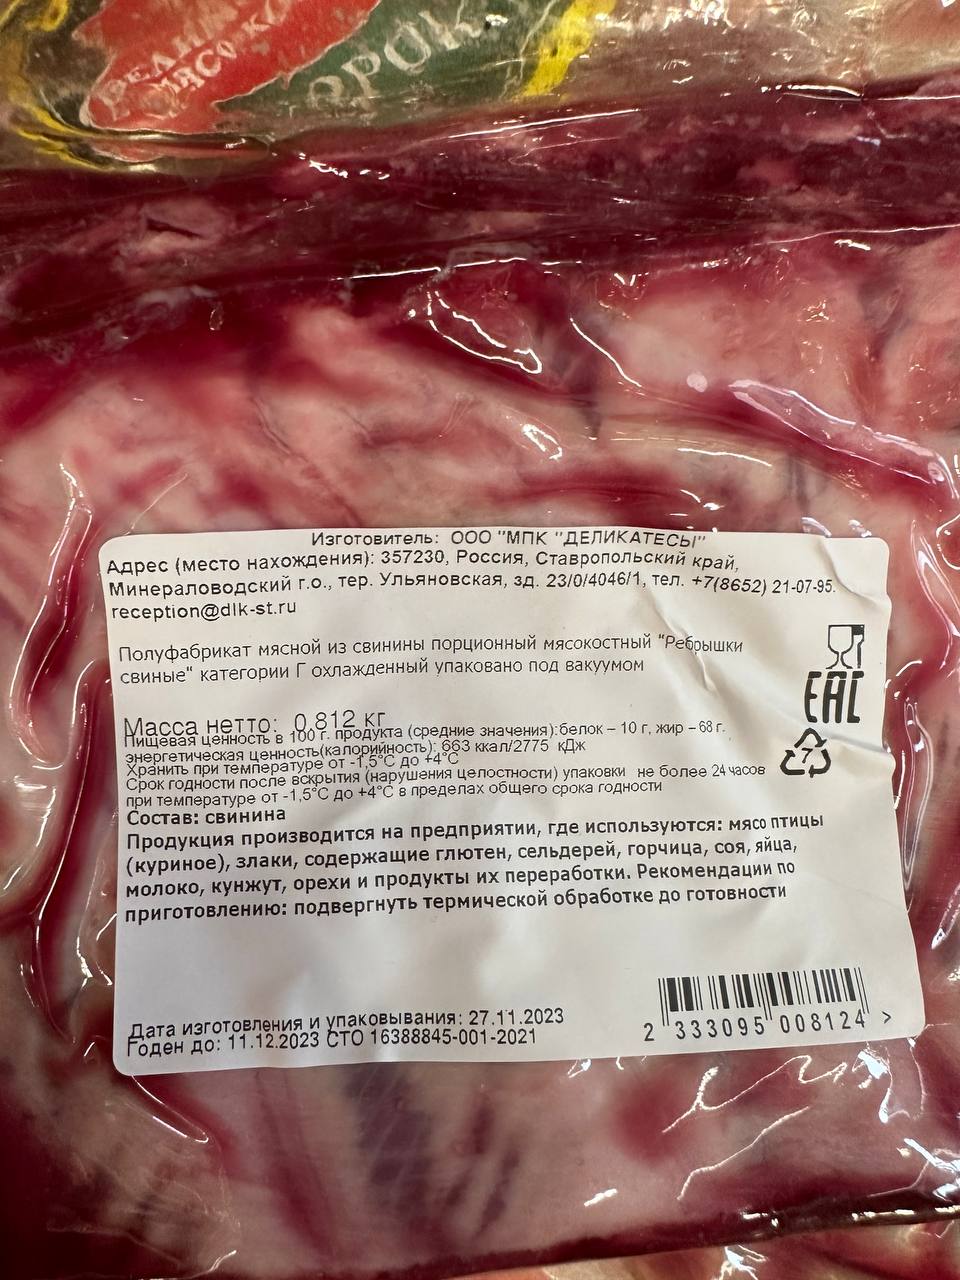 ОРОК
Изготовитель: ООО "МПК "ДЕЛИКАТЕСЫ"
Адрес (место нахождения): 357230, Россия, Ставропольский край,
Минераловодский г.о., тер. Ульяновская, зд. 23/0/4046/1, тел. +7(8652) 21-07-95.
reception@dlk-st.ru
Полуфабрикат мясной из свинины порционный мясокостный "Ребрышки
свиные" категории Г охлажденный упаковано под вакуумом
EAC
Масса нетто: 0,812 кг
Пищевая ценность в 100 г. продукта (средние значения):белок – 10 г, жир – 68 г.
энергетическая ценность(калорийность): 663 ккал/2775 кДж
Хранить при температуре от -1,5°С до +4°С
7
Срок годности после вскрытия (нарушения целостности) упаковки не более 24 часов
при температуре от -1,5°С до +4°С в пределах общего срока годности
Состав: свинина
Продукция производится на предприятии, где используются: мясо птицы
(куриное), злаки, содержащие глютен, сельдерей, горчица, соя, яйца,
молоко, кунжут, орехи и продукты их переработки. Рекомендации по
приготовлению: подвергнуть термической обработке до готовности
Дата изготовления и упаковывания: 27.11.2023
Годен до: 11.12.2023 СТО 16388845-001-2021
2 333095 008124 >